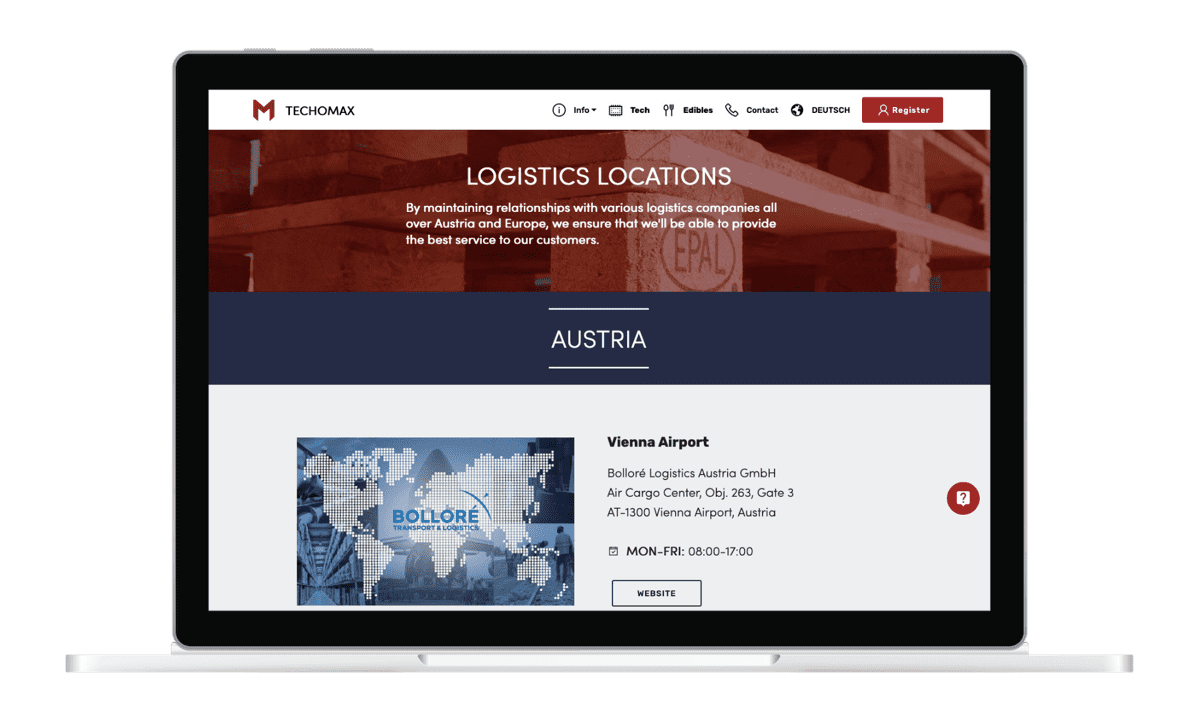 TECHOMAX
Info Tech Edibles Contact DEUTSCH Register
LOGISTICS LOCATIONS
By maintaining relationships with various logistics companies all
over Austria and Europe, we ensure that we'll be able to provide
the best service to our customers.
EPAL
AUSTRIA
BOLLORÉ
TRANSPORT & LOGISTICS
Vienna Airport
Bolloré Logistics Austria GmbH
Air Cargo Center, Obj. 263, Gate 3
AT-1300 Vienna Airport, Austria
MON-FRI: 08:00-17:00
WEBSITE